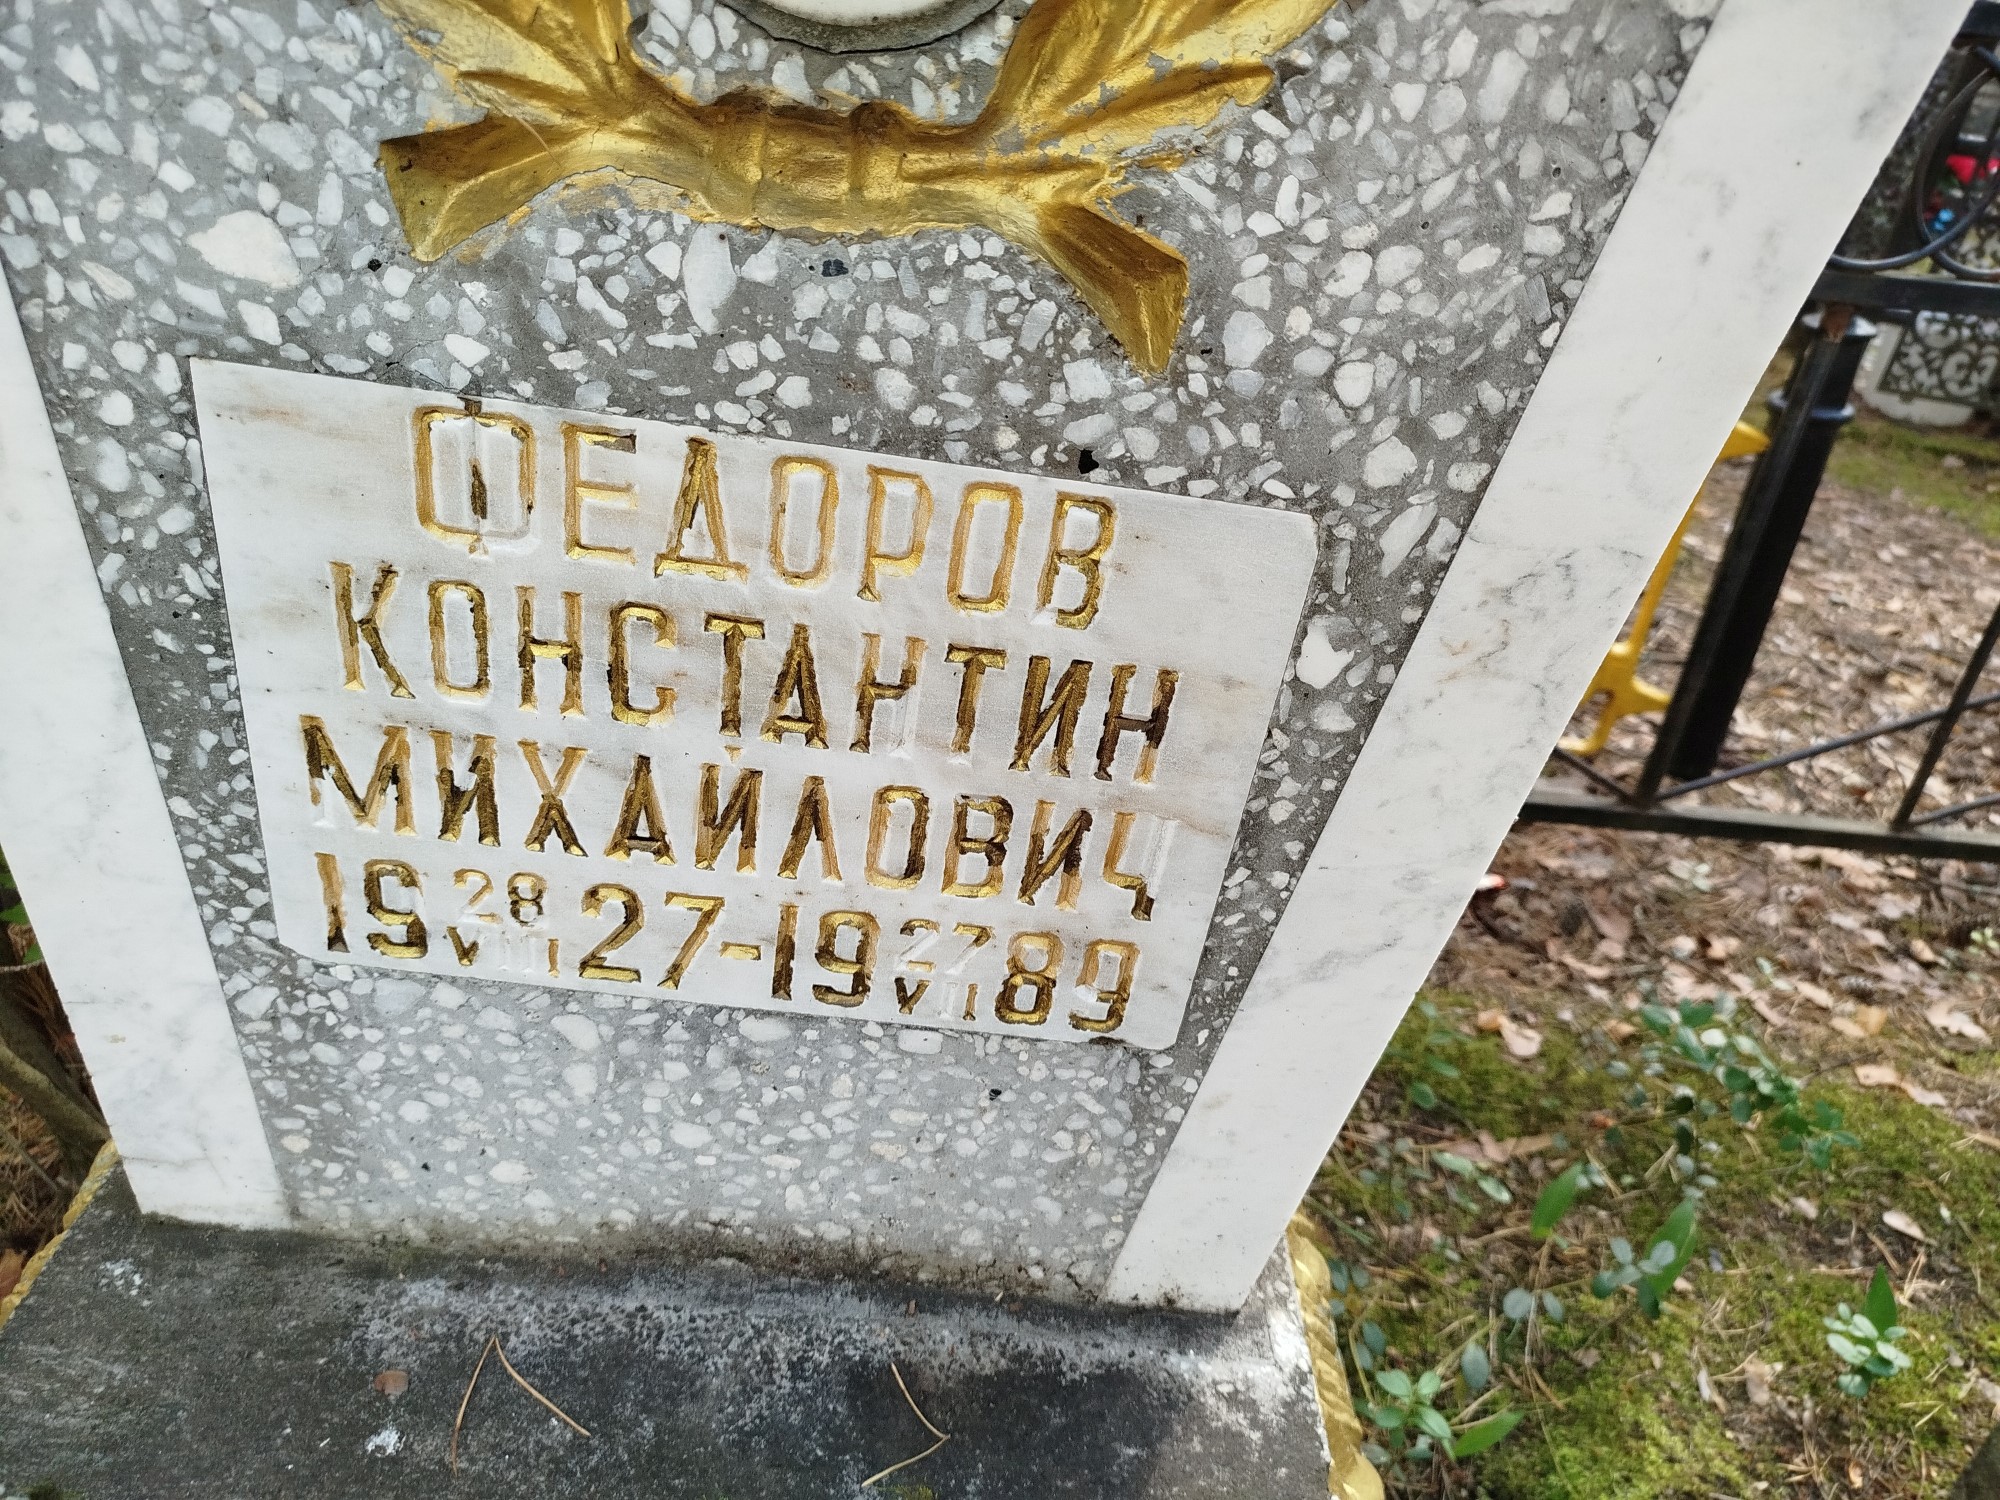 ФЕДОРОВ
КОНСТАНТИН
МИХАЙЛОВИЧ
19 28/VIII 27-19 27/VII 89